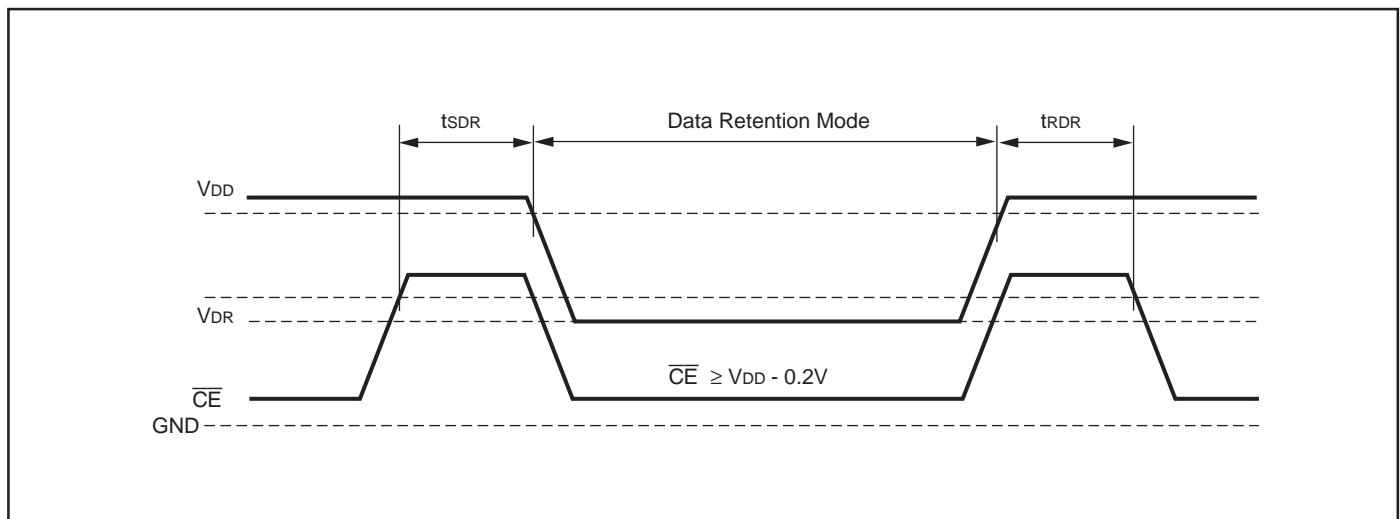 tSDR Data Retention Mode tRDR
VDD
VDR
CE ≥ VDD - 0.2V
CE
GND